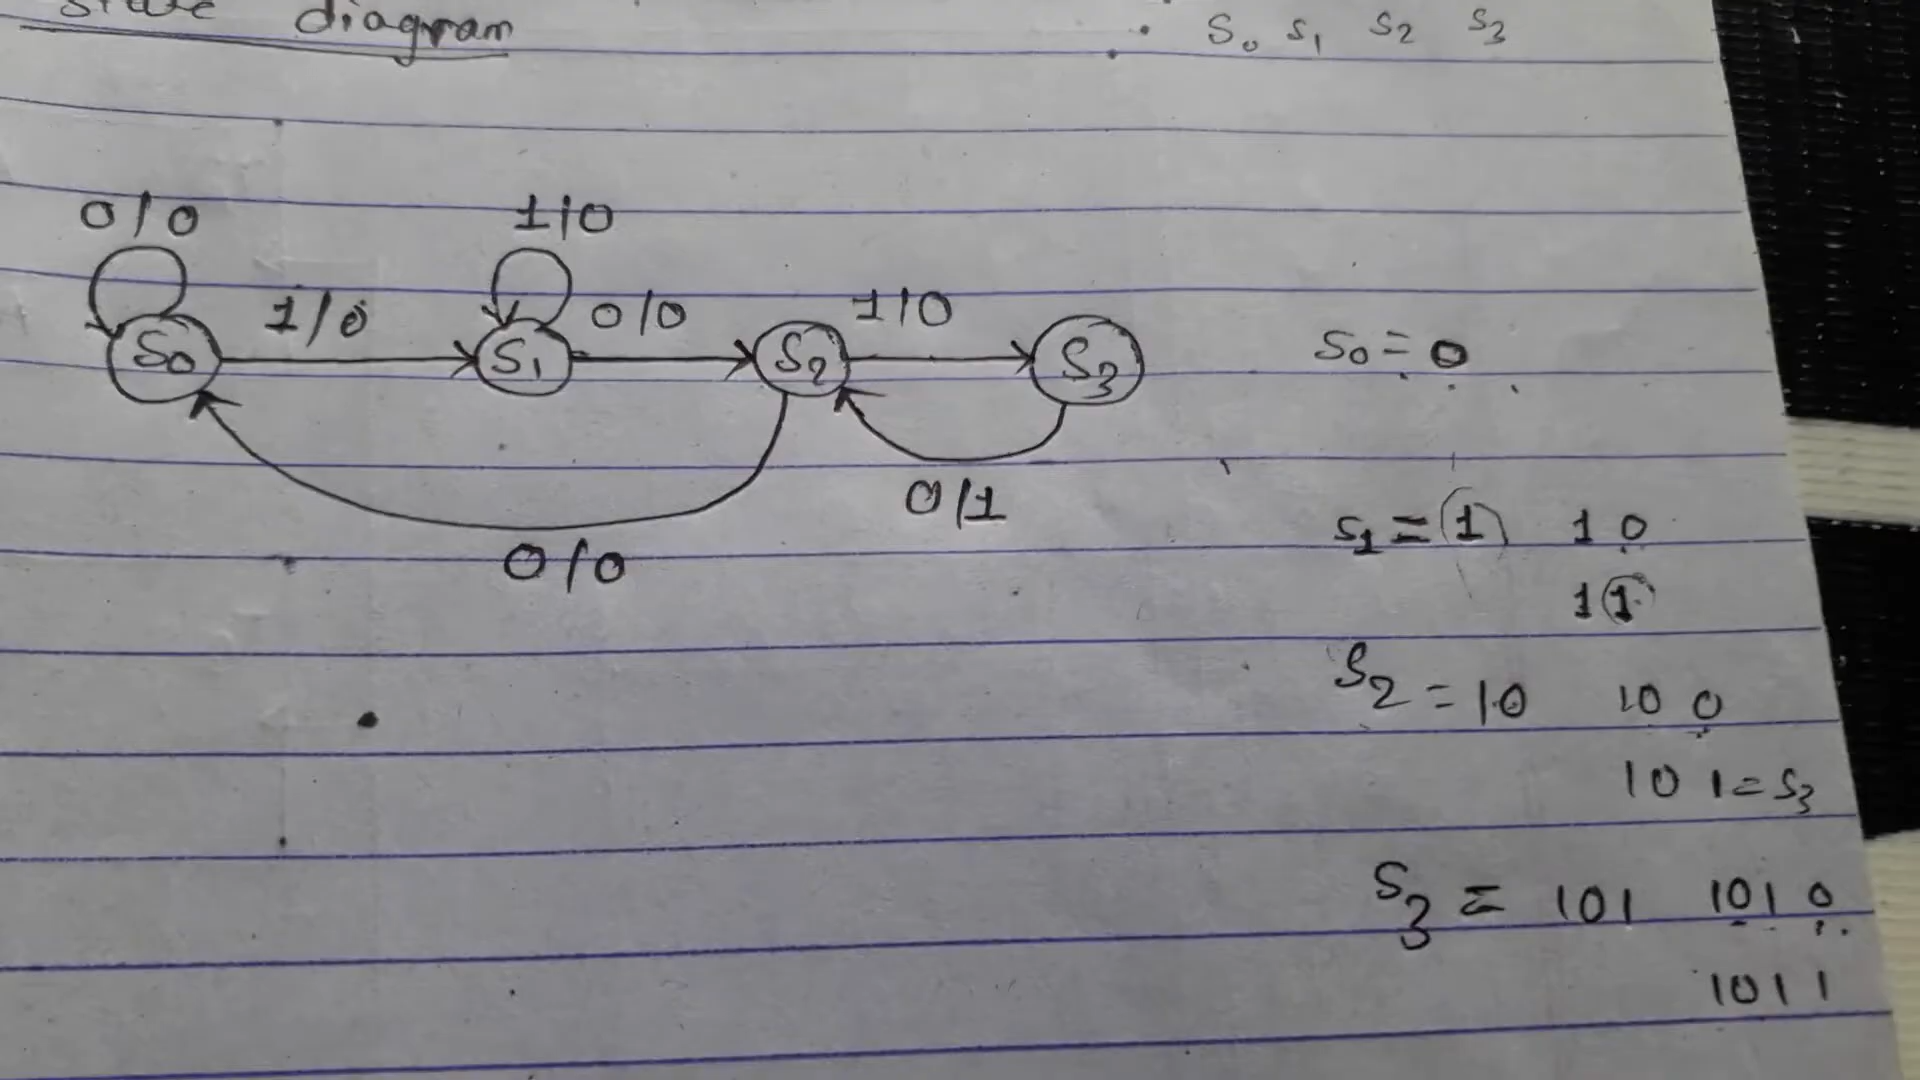 State diagram
S0 S1 S2 S3
0/0 1/0
1/0 0/0 1/0
S0 S1 S2 S3 S0 = 0
0/1
0/0
S1 = 1 1 0
1 1
S2 = 10 10 0
10 1 = S3
S3 = 101 101 0
1011